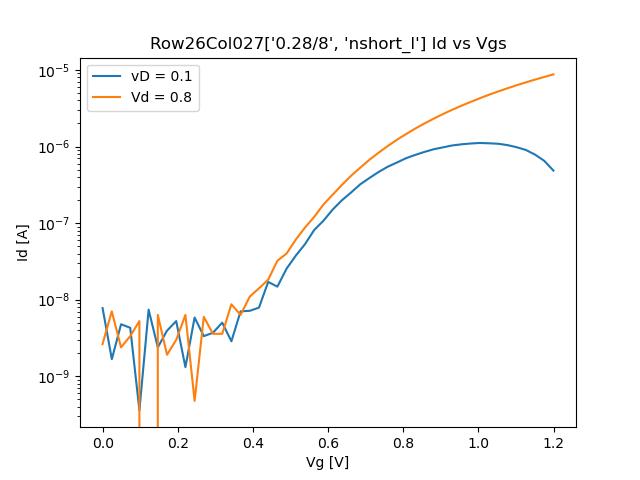 Row26Col027['0.28/8', 'nshort_l'] Id vs Vgs
vD = 0.1
Vd = 0.8
Id [A]
10⁻⁵
10⁻⁶
10⁻⁷
10⁻⁸
10⁻⁹
0.0 0.2 0.4 0.6 0.8 1.0 1.2
Vg [V]